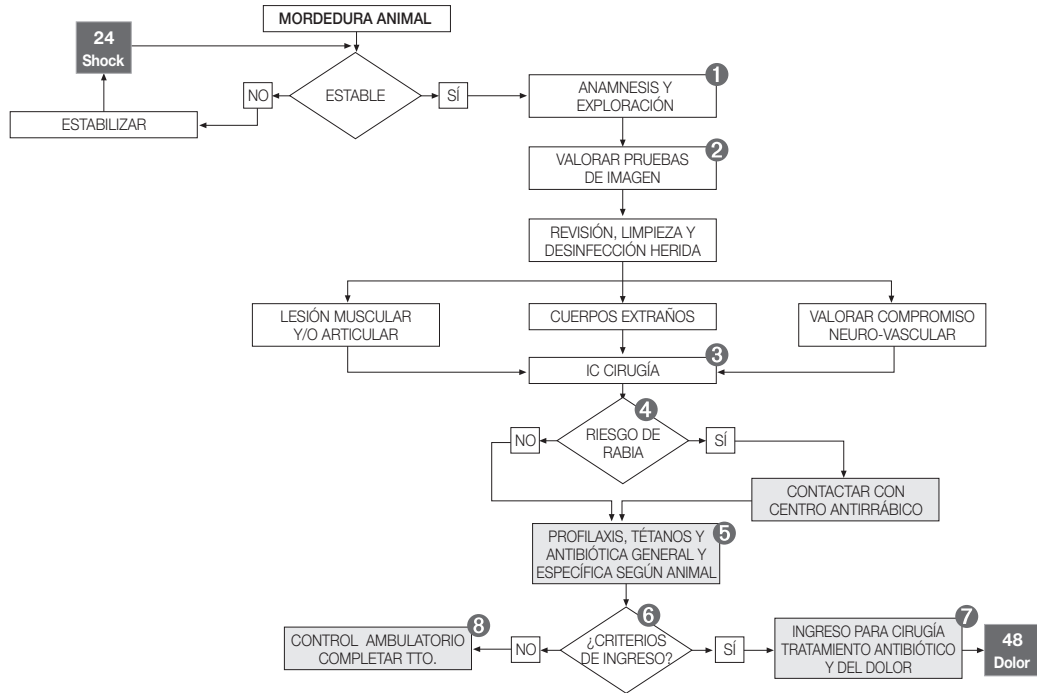 MORDEDURA ANIMAL
24
Shock
ESTABLE
NO
SÍ
ESTABILIZAR
1
ANAMNESIS Y
EXPLORACIÓN
2
VALORAR PRUEBAS
DE IMAGEN
REVISIÓN, LIMPIEZA Y
DESINFECCIÓN HERIDA
LESIÓN MUSCULAR
Y/O ARTICULAR
CUERPOS EXTRAÑOS
VALORAR COMPROMISO
NEURO-VASCULAR
3
IC CIRUGÍA
4
RIESGO DE
RABIA
NO
SÍ
CONTACTAR CON
CENTRO ANTIRRÁBICO
5
PROFILAXIS, TÉTANOS Y
ANTIBIÓTICA GENERAL Y
ESPECÍFICA SEGÚN ANIMAL
6
¿CRITERIOS
DE INGRESO?
NO
SÍ
8
CONTROL AMBULATORIO
COMPLETAR TTO.
7
INGRESO PARA CIRUGÍA
TRATAMIENTO ANTIBIÓTICO
Y DEL DOLOR
48
Dolor